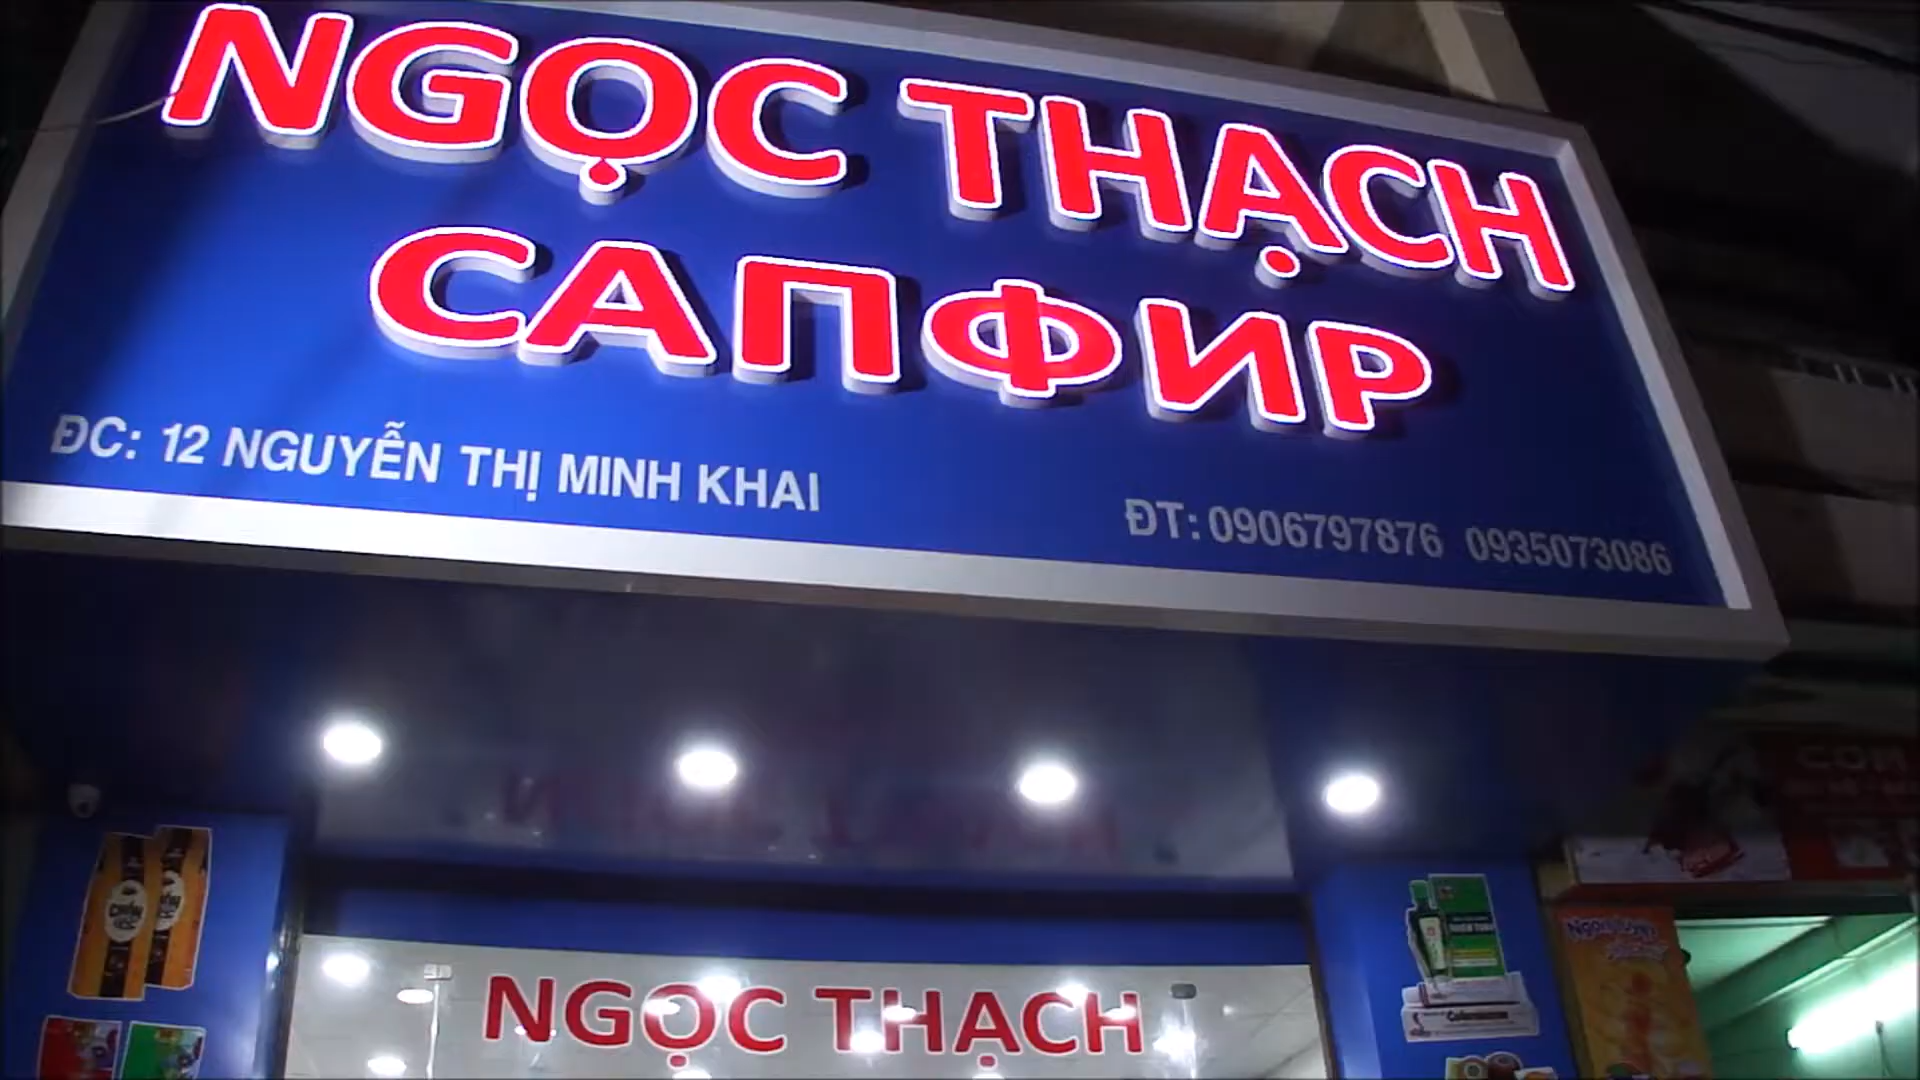 NGỌC THẠCH
САПФИР
ĐC: 12 NGUYỄN THỊ MINH KHAI
ĐT: 0906797876 0935073086
NGỌC THẠCH